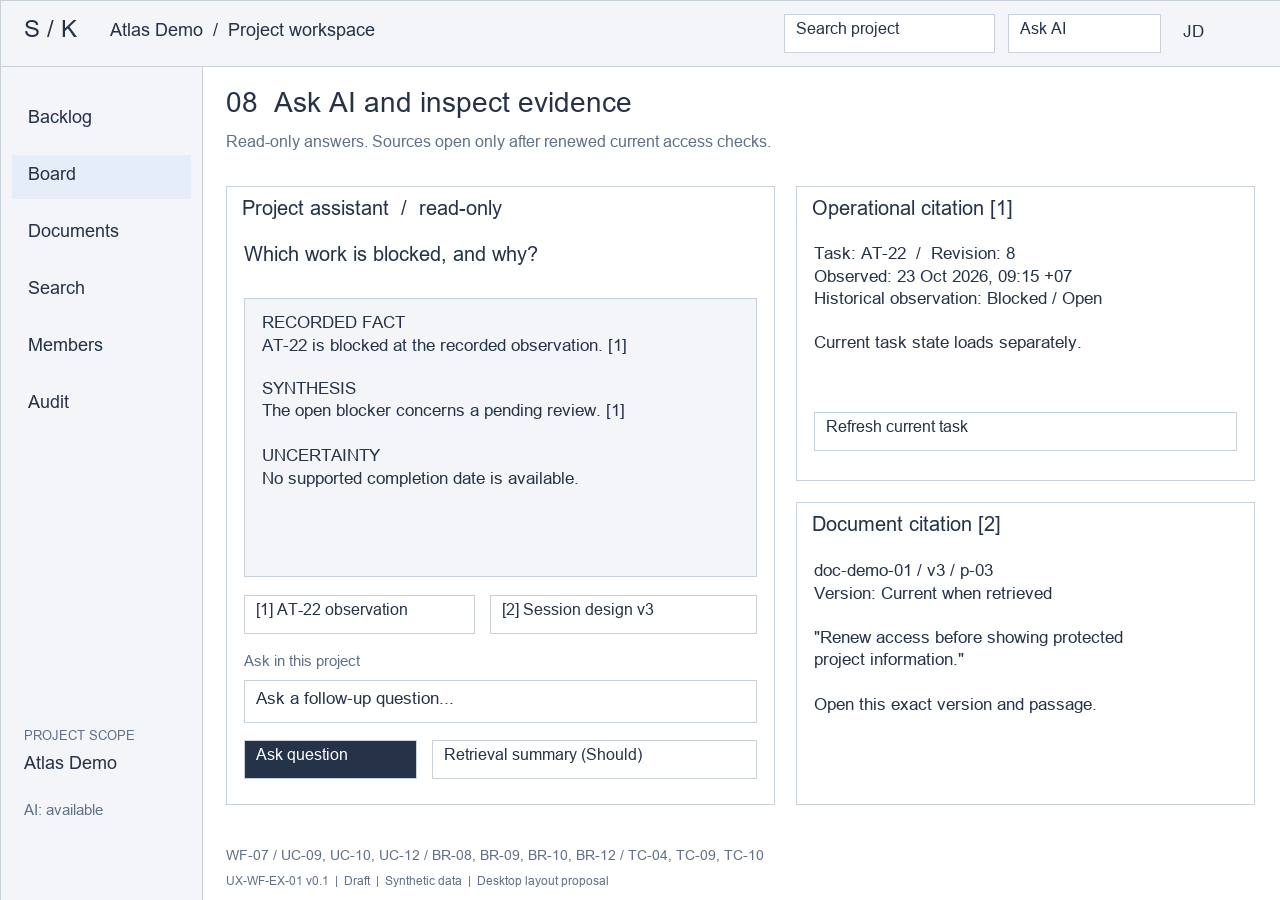 S / K
Atlas Demo / Project workspace
Search project
Ask AI
JD
Backlog
Board
Documents
Search
Members
Audit
PROJECT SCOPE
Atlas Demo
AI: available
08 Ask AI and inspect evidence
Read-only answers. Sources open only after renewed current access checks.
Project assistant / read-only
Which work is blocked, and why?
RECORDED FACT
AT-22 is blocked at the recorded observation. [1]
SYNTHESIS
The open blocker concerns a pending review. [1]
UNCERTAINTY
No supported completion date is available.
[1] AT-22 observation
[2] Session design v3
Ask in this project
Ask a follow-up question...
Ask question
Retrieval summary (Should)
Operational citation [1]
Task: AT-22 / Revision: 8
Observed: 23 Oct 2026, 09:15 +07
Historical observation: Blocked / Open
Current task state loads separately.
Refresh current task
Document citation [2]
doc-demo-01 / v3 / p-03
Version: Current when retrieved
"Renew access before showing protected
project information."
Open this exact version and passage.
WF-07 / UC-09, UC-10, UC-12 / BR-08, BR-09, BR-10, BR-12 / TC-04, TC-09, TC-10
UX-WF-EX-01 v0.1 | Draft | Synthetic data | Desktop layout proposal